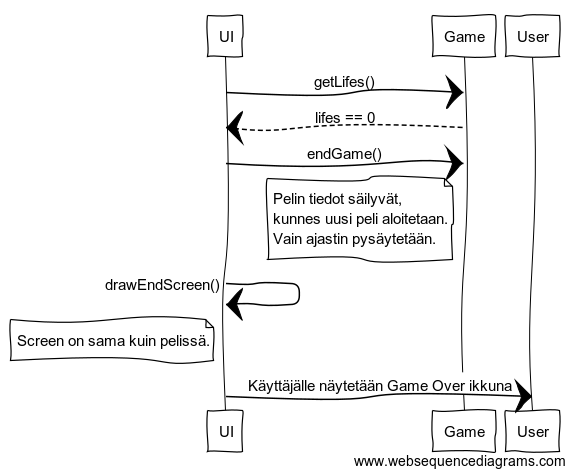 UI Game User
getLifes()
lifes == 0
endGame()
Pelin tiedot säilyvät,
kunnes uusi peli aloitetaan.
Vain ajastin pysäytetään.
drawEndScreen()
Screen on sama kuin pelissä.
Käyttäjälle näytetään Game Over ikkuna
UI Game User
www.websequencediagrams.com